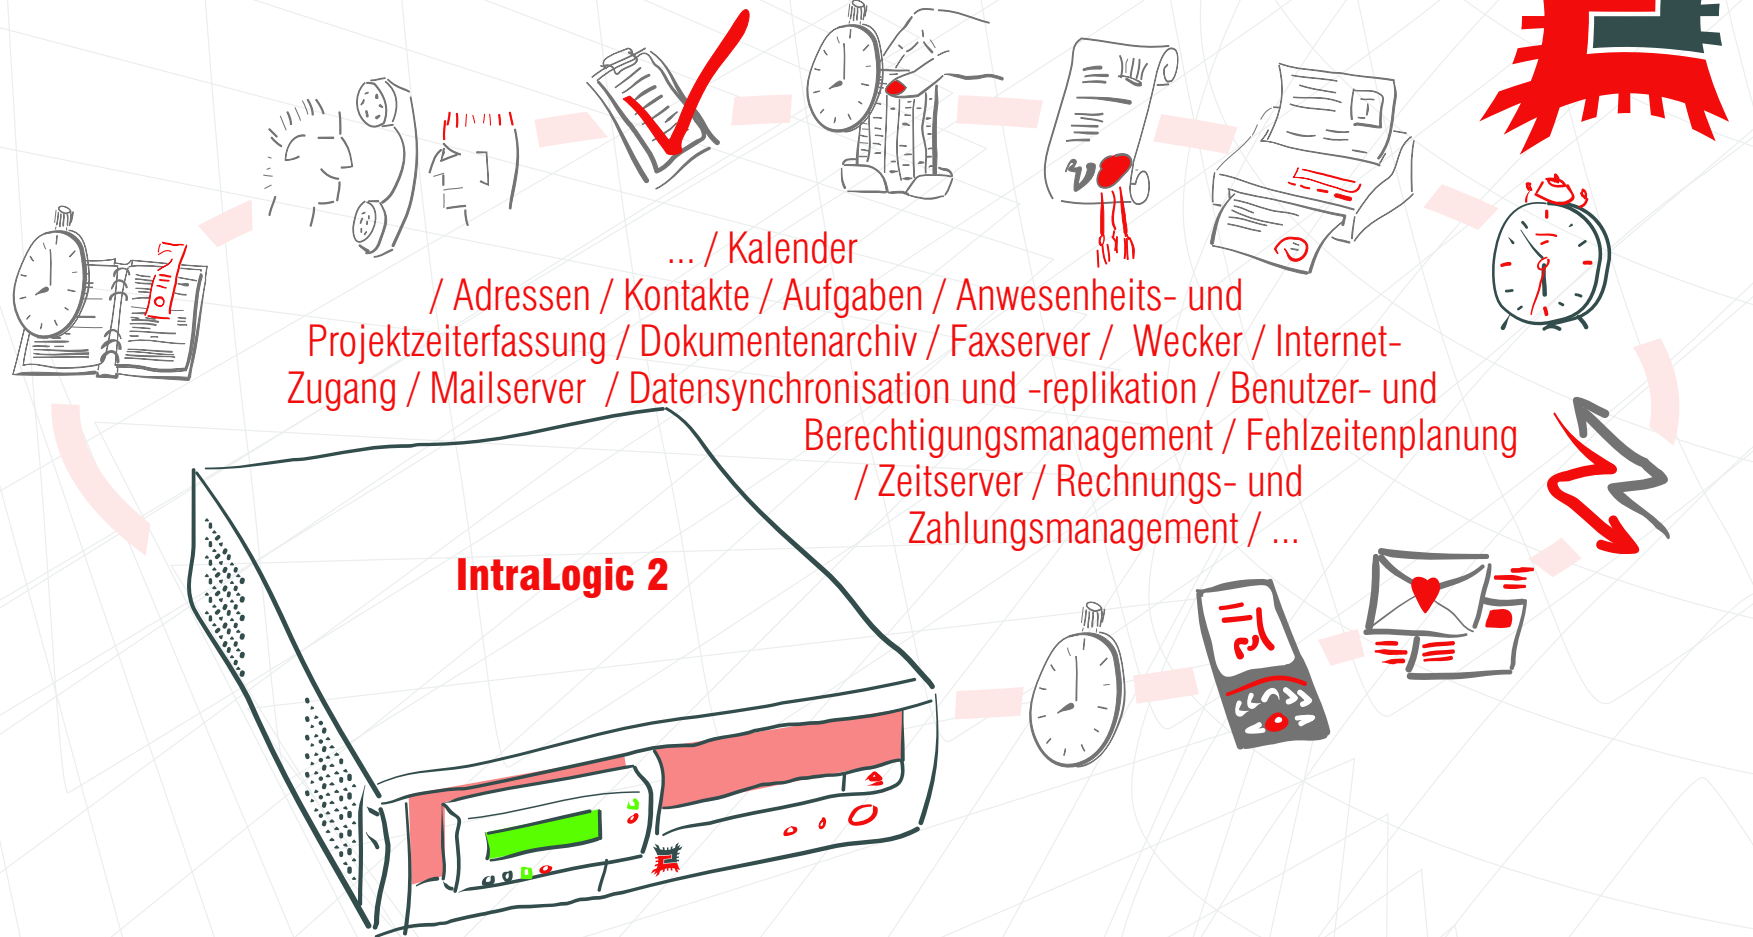 ... / Kalender
/ Adressen / Kontakte / Aufgaben / Anwesenheits- und
Projektzeiterfassung / Dokumentenarchiv / Faxserver / Wecker / Internet-
Zugang / Mailserver / Datensynchronisation und -replikation / Benutzer- und
Berechtigungsmanagement / Fehlzeitenplanung
/ Zeitserver / Rechnungs- und
Zahlungsmanagement / ...
IntraLogic 2